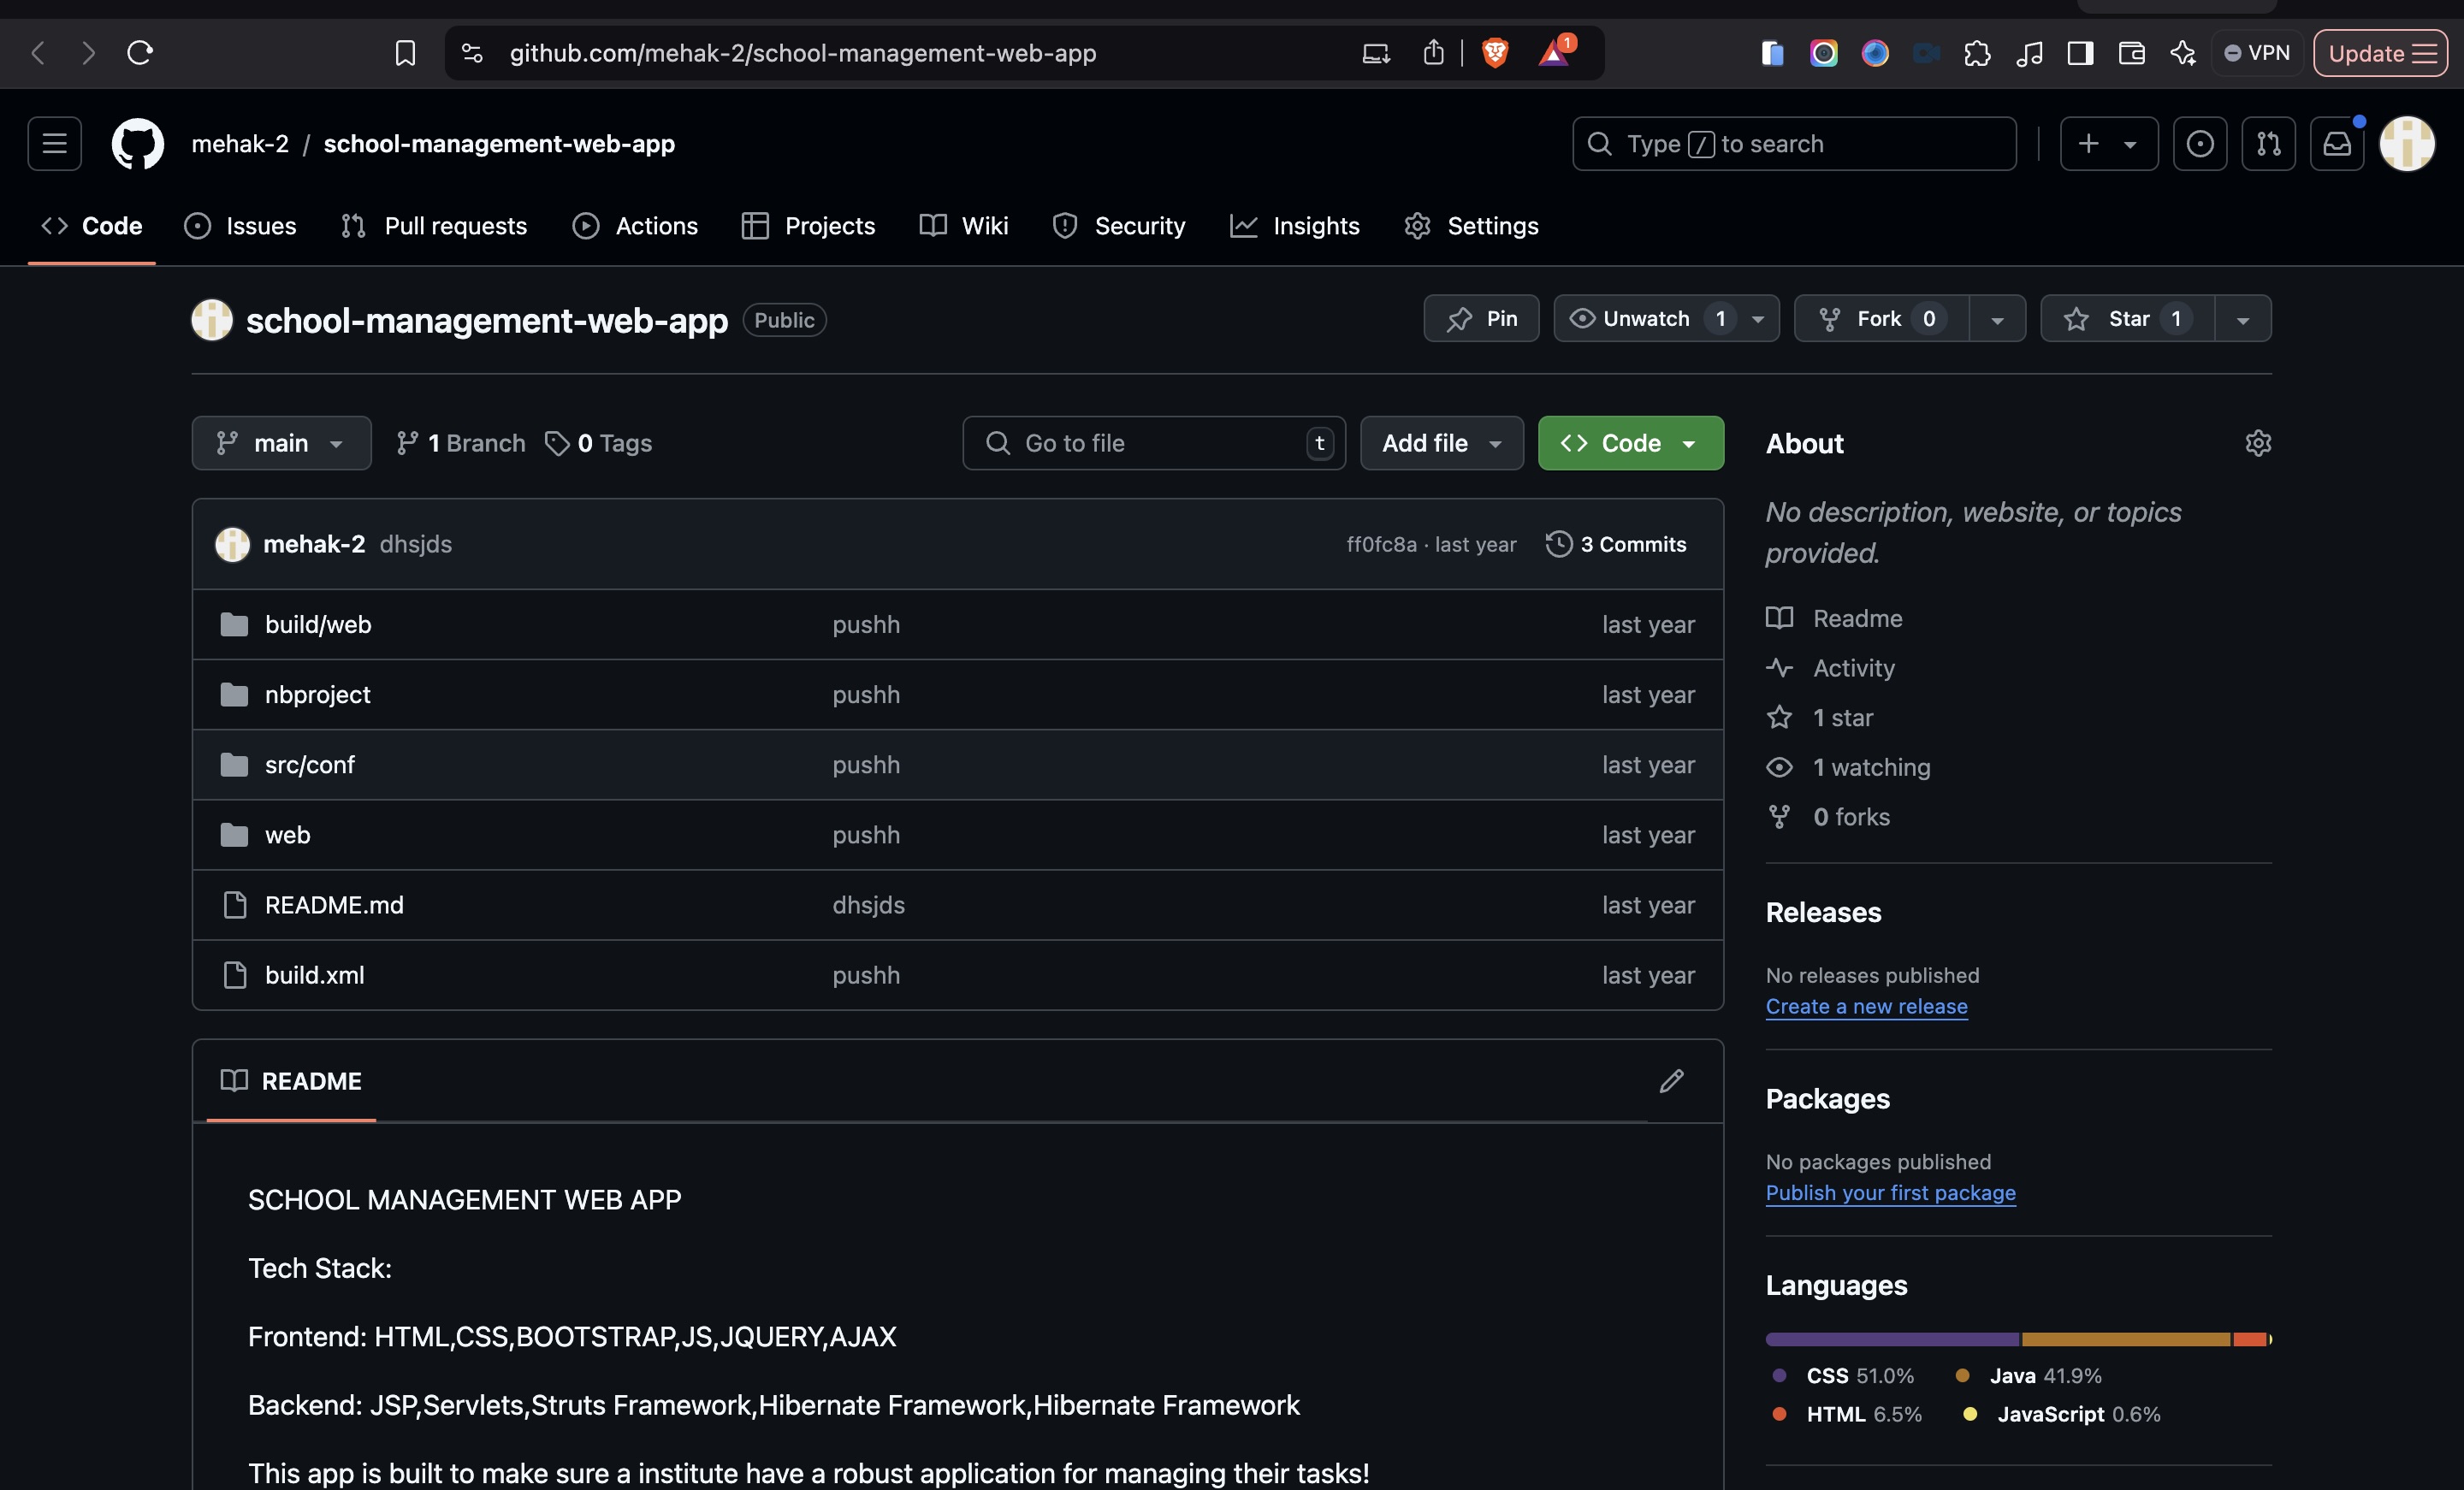 github.com/mehak-2/school-management-web-app
1
VPN
Update
mehak-2 / school-management-web-app
Type / to search
Code
Issues
Pull requests
Actions
Projects
Wiki
Security
Insights
Settings
school-management-web-app
Public
Pin
Unwatch 1
Fork 0
Star 1
main
1 Branch
0 Tags
Go to file
t
Add file
Code
mehak-2 dhsjds
ff0fc8a · last year
3 Commits
build/web pushh last year
nbproject pushh last year
src/conf pushh last year
web pushh last year
README.md dhsjds last year
build.xml pushh last year
README
SCHOOL MANAGEMENT WEB APP
Tech Stack:
Frontend: HTML,CSS,BOOTSTRAP,JS,JQUERY,AJAX
Backend: JSP,Servlets,Struts Framework,Hibernate Framework,Hibernate Framework
This app is built to make sure a institute have a robust application for managing their tasks!
About
No description, website, or topics
provided.
Readme
Activity
1 star
1 watching
0 forks
Releases
No releases published
Create a new release
Packages
No packages published
Publish your first package
Languages
CSS 51.0%
Java 41.9%
HTML 6.5%
JavaScript 0.6%